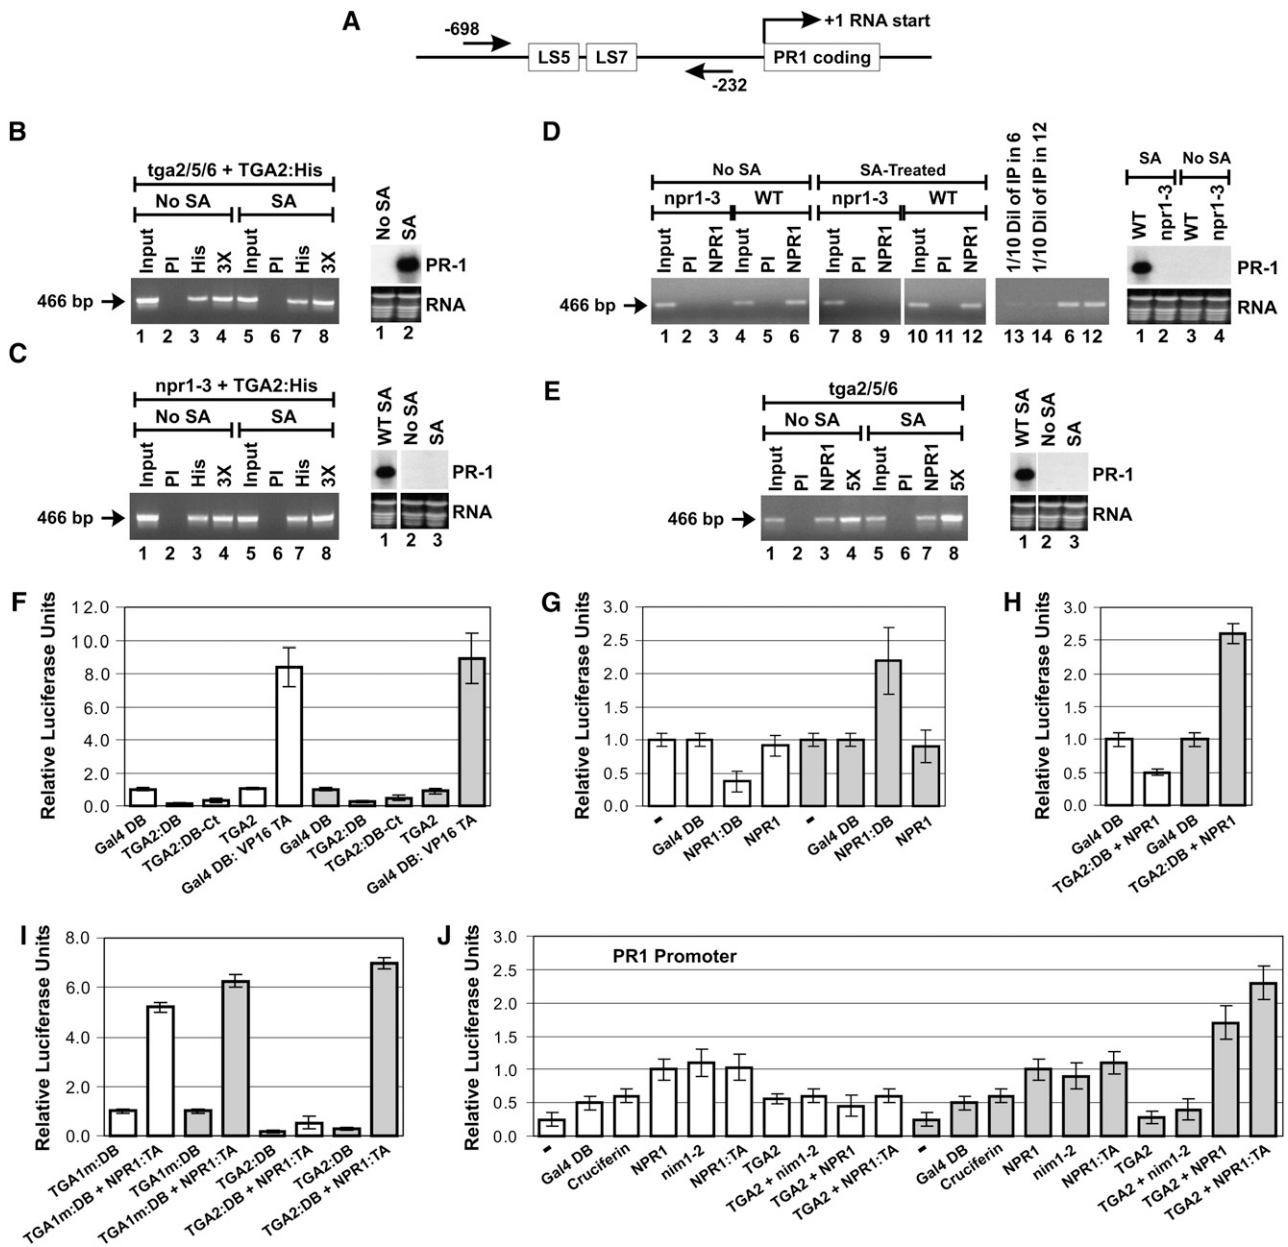 A
-698
+1 RNA start
LS5
LS7
PR1 coding
-232
B
tga2/5/6 + TGA2:His
No SA
SA
Input
PI
His
3X
Input
PI
His
3X
466 bp
1 2 3 4 5 6 7 8
No SA
SA
PR-1
RNA
1 2
C
npr1-3 + TGA2:His
No SA
SA
Input
PI
His
3X
Input
PI
His
3X
466 bp
1 2 3 4 5 6 7 8
WT SA
No SA
SA
PR-1
RNA
1 2 3
D
No SA
SA-Treated
npr1-3
WT
npr1-3
WT
Input
PI
NPR1
Input
PI
NPR1
Input
PI
NPR1
Input
PI
NPR1
1/10 Dil of IP in 6
1/10 Dil of IP in 12
466 bp
1 2 3 4 5 6 7 8 9 10 11 12 13 14 6 12
SA
No SA
WT
npr1-3
WT
npr1-3
PR-1
RNA
1 2 3 4
E
tga2/5/6
No SA
SA
Input
PI
NPR1
5X
Input
PI
NPR1
5X
466 bp
1 2 3 4 5 6 7 8
WT SA
No SA
SA
PR-1
RNA
1 2 3
F
Relative Luciferase Units
12.0
10.0
8.0
6.0
4.0
2.0
0.0
Gal4 DB
TGA2:DB
TGA2:DB-Ct
TGA2
Gal4 DB: VP16 TA
Gal4 DB
TGA2:DB
TGA2:DB-Ct
TGA2
Gal4 DB: VP16 TA
G
Relative Luciferase Units
3.0
2.5
2.0
1.5
1.0
0.5
0.0
-
Gal4 DB
NPR1:DB
NPR1
-
Gal4 DB
NPR1:DB
NPR1
H
Relative Luciferase Units
3.0
2.5
2.0
1.5
1.0
0.5
0.0
Gal4 DB
TGA2:DB + NPR1
Gal4 DB
TGA2:DB + NPR1
I
Relative Luciferase Units
8.0
6.0
4.0
2.0
0.0
TGA1m:DB
TGA1m:DB + NPR1:TA
TGA1m:DB
TGA1m:DB + NPR1:TA
TGA2:DB
TGA2:DB + NPR1:TA
TGA2:DB
TGA2:DB + NPR1:TA
J
PR1 Promoter
Relative Luciferase Units
3.0
2.5
2.0
1.5
1.0
0.5
0.0
-
Gal4 DB
Cruciferin
NPR1
nim1-2
NPR1:TA
TGA2
TGA2 + nim1-2
TGA2 + NPR1
TGA2 + NPR1:TA
-
Gal4 DB
Cruciferin
NPR1
nim1-2
NPR1:TA
TGA2
TGA2 + nim1-2
TGA2 + NPR1
TGA2 + NPR1:TA